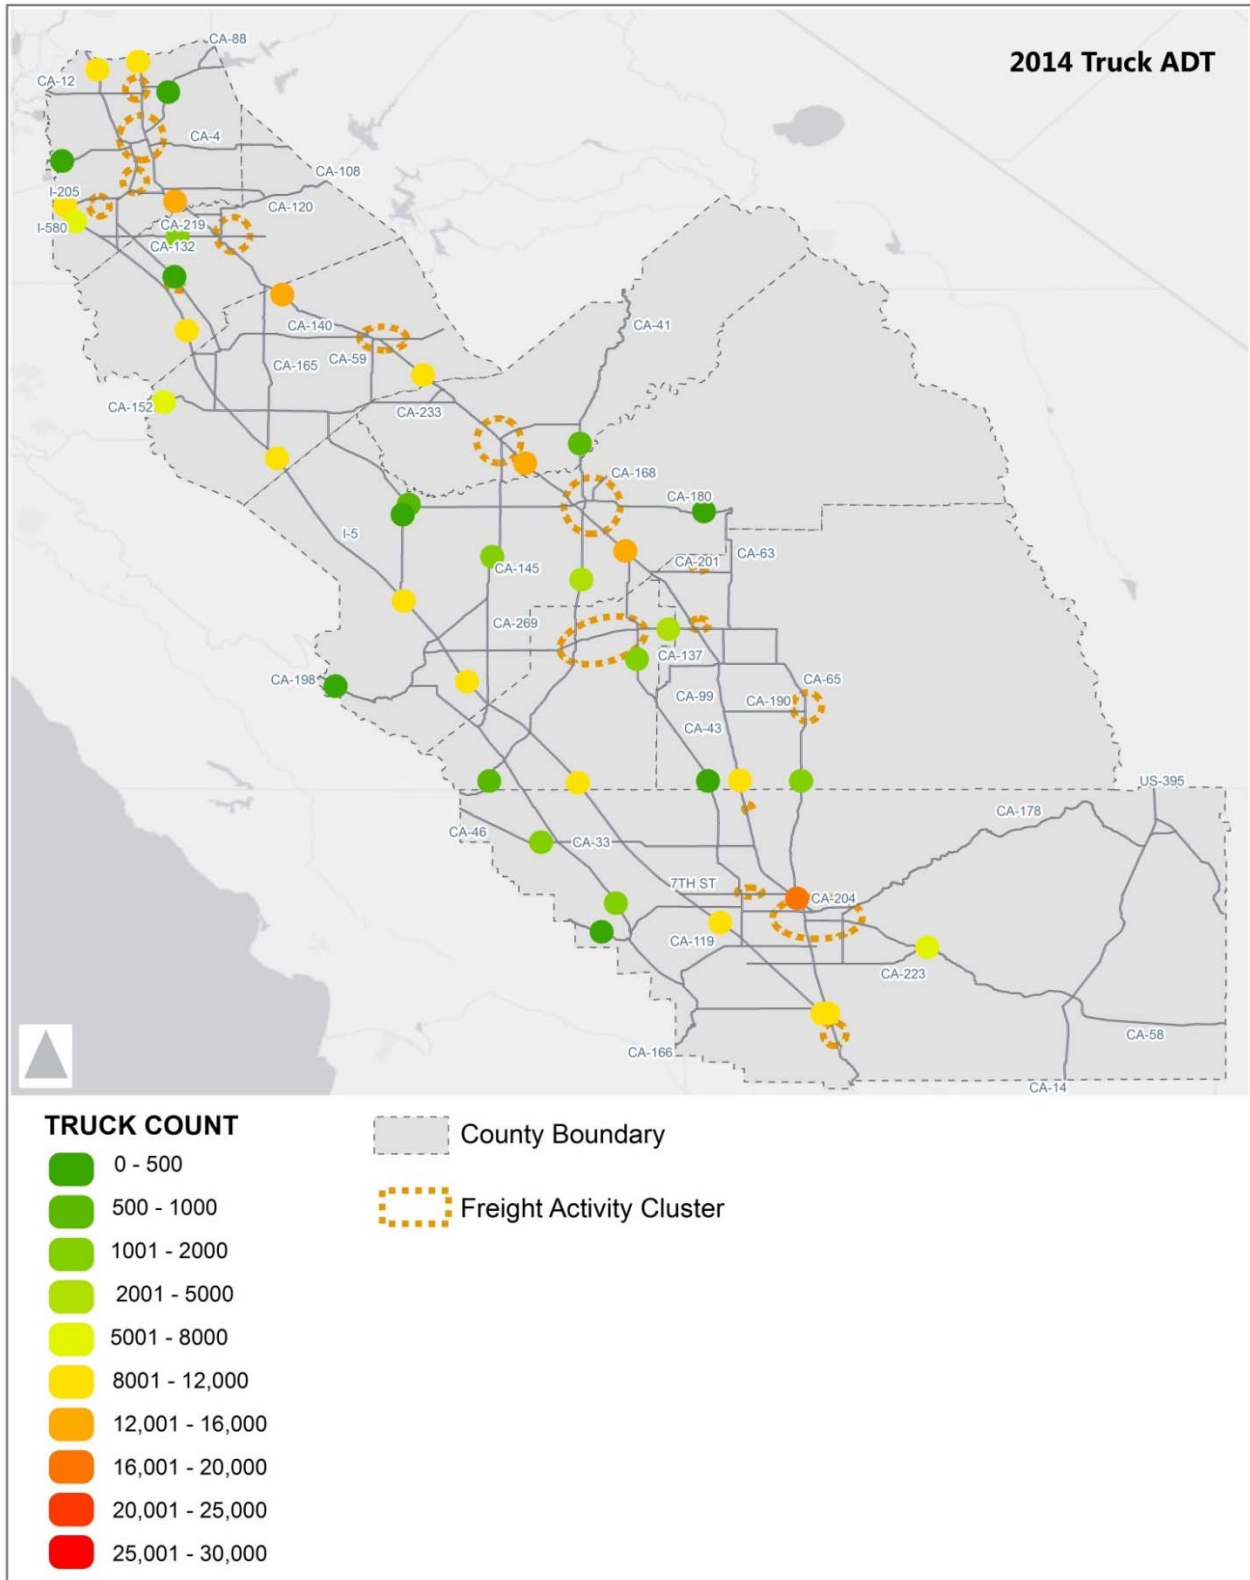 2014 Truck ADT
CA-88
CA-12
CA-4
CA-108
I-205
CA-120
CA-219
I-580
CA-132
CA-41
CA-140
CA-59
CA-165
CA-152
CA-233
CA-168
CA-180
I-5
CA-63
CA-201
CA-145
CA-269
CA-137
CA-198
CA-65
CA-99
CA-190
CA-43
US-395
CA-178
CA-46
CA-33
7TH ST
CA-204
CA-119
CA-223
CA-58
CA-166
CA-14
TRUCK COUNT
0 - 500
500 - 1000
1001 - 2000
2001 - 5000
5001 - 8000
8001 - 12,000
12,001 - 16,000
16,001 - 20,000
20,001 - 25,000
25,001 - 30,000
County Boundary
Freight Activity Cluster